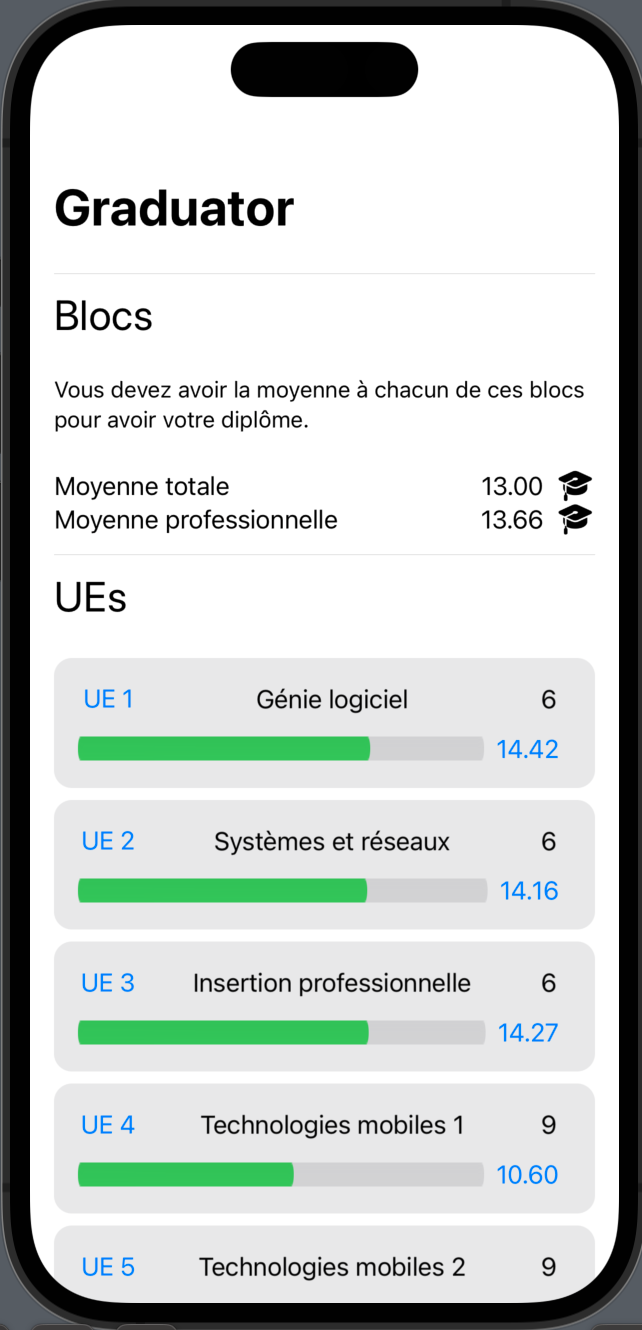 Graduator
Blocs
Vous devez avoir la moyenne à chacun de ces blocs
pour avoir votre diplôme.
Moyenne totale 13.00
Moyenne professionnelle 13.66
UEs
UE 1 Génie logiciel 6
14.42
UE 2 Systèmes et réseaux 6
14.16
UE 3 Insertion professionnelle 6
14.27
UE 4 Technologies mobiles 1 9
10.60
UE 5 Technologies mobiles 2 9